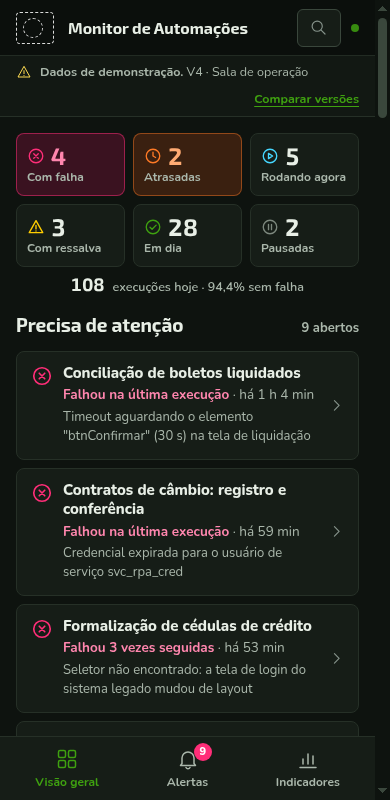 Monitor de Automações
Dados de demonstração. V4 · Sala de operação
Comparar versões
4
Com falha
2
Atrasadas
5
Rodando agora
3
Com ressalva
28
Em dia
2
Pausadas
108 execuções hoje · 94,4% sem falha
Precisa de atenção
9 abertos
Conciliação de boletos liquidados
Falhou na última execução · há 1 h 4 min
Timeout aguardando o elemento
"btnConfirmar" (30 s) na tela de liquidação
Contratos de câmbio: registro e
conferência
Falhou na última execução · há 59 min
Credencial expirada para o usuário de
serviço svc_rpa_cred
Formalização de cédulas de crédito
Falhou 3 vezes seguidas · há 53 min
Seletor não encontrado: a tela de login do
sistema legado mudou de layout
9
Visão geral
Alertas
Indicadores